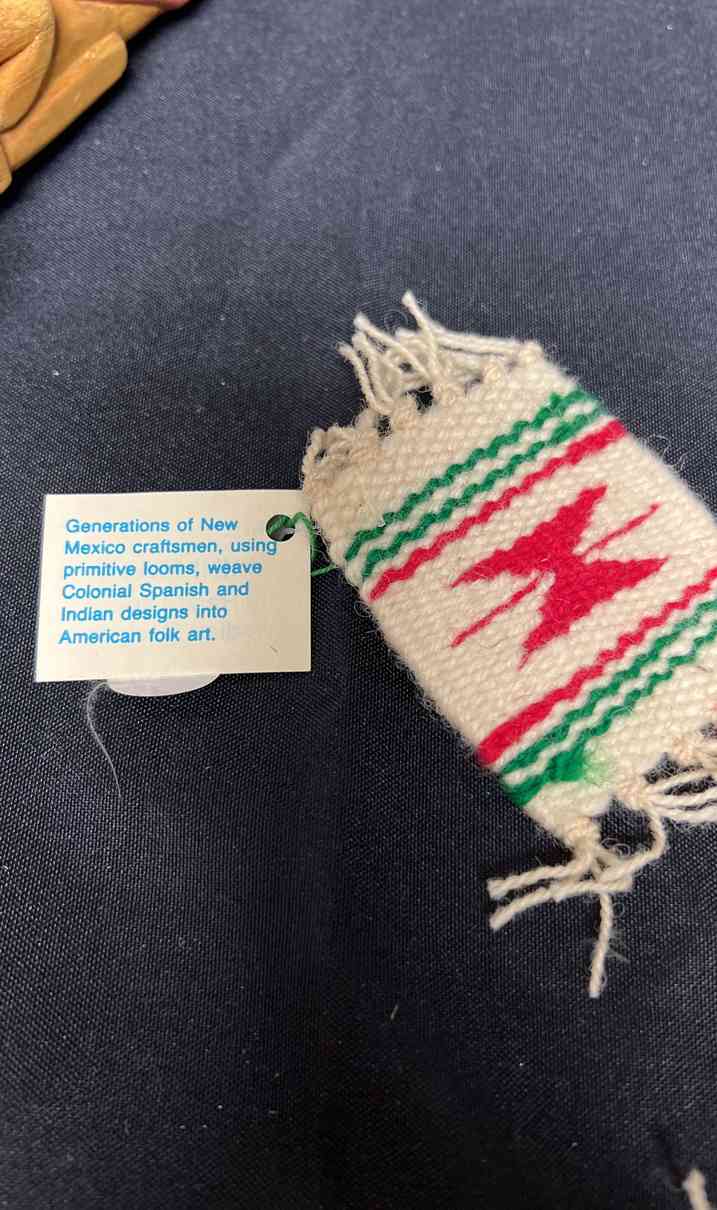 Generations of New
Mexico craftsmen, using
primitive looms, weave
Colonial Spanish and
Indian designs into
American folk art.